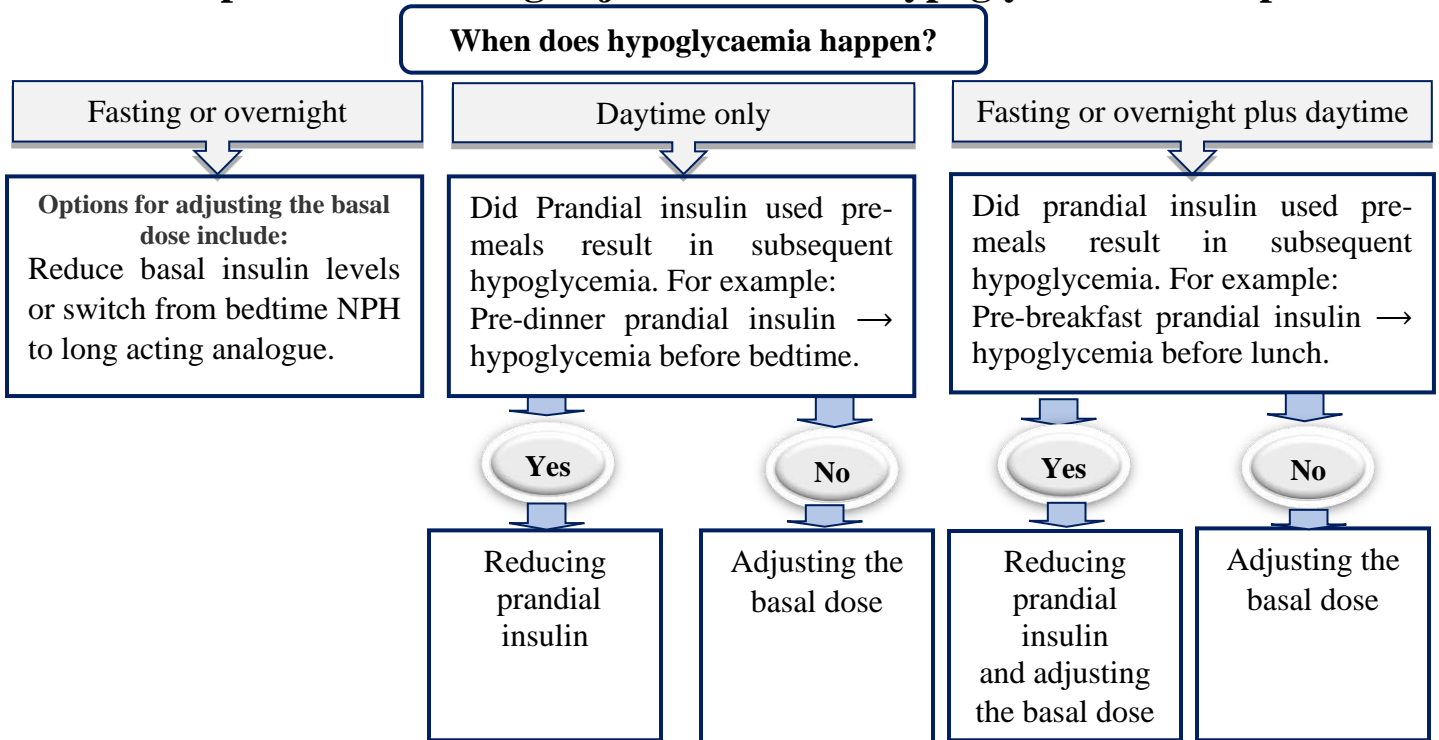 When does hypoglycaemia happen?
Fasting or overnight
Daytime only
Fasting or overnight plus daytime
Options for adjusting the basal
dose include:
Reduce basal insulin levels
or switch from bedtime NPH
to long acting analogue.
Did Prandial insulin used pre-
meals result in subsequent
hypoglycemia. For example:
Pre-dinner prandial insulin →
hypoglycemia before bedtime.
Did prandial insulin used pre-
meals result in subsequent
hypoglycemia. For example:
Pre-breakfast prandial insulin →
hypoglycemia before lunch.
Yes
No
Yes
No
Reducing
prandial
insulin
Adjusting the
basal dose
Reducing
prandial
insulin
and adjusting
the basal dose
Adjusting the
basal dose